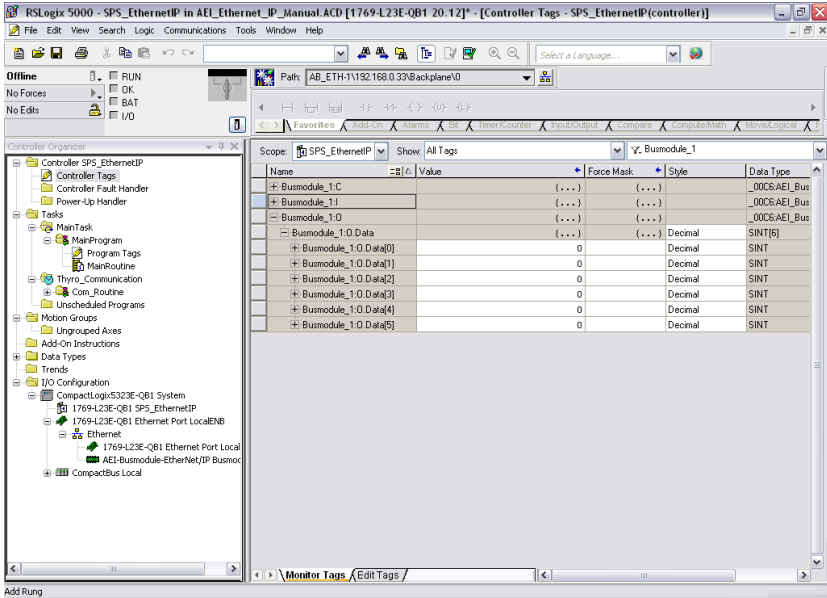 RSLogix 5000 - SPS_EthernetIP in AEI_Ethernet_IP_Manual.ACD [1769-L23E-QB1 20.12]* - [Controller Tags - SPS_EthernetIP(controller)]
File Edit View Search Logic Communications Tools Window Help
Select a Language...
Offline RUN
No Forces OK
No Edits BAT
I/O
Path: AB_ETH-1\192.168.0.33\Backplane\0
Favorites Add-On Alarms Bit Timer/Counter Input/Output Compare Compute/Math Move/Logical F
Controller Organizer
Controller SPS_EthernetIP
Controller Tags
Controller Fault Handler
Power-Up Handler
Tasks
MainTask
MainProgram
Program Tags
MainRoutine
Thyro_Communication
Com_Routine
Unscheduled Programs
Motion Groups
Ungrouped Axes
Add-On Instructions
Data Types
Trends
I/O Configuration
CompactLogix5323E-QB1 System
1769-L23E-QB1 SPS_EthernetIP
1769-L23E-QB1 Ethernet Port LocalENB
Ethernet
1769-L23E-QB1 Ethernet Port Local
AEI-Busmodule-EtherNet/IP Busmod
CompactBus Local
Scope: SPS_EthernetIP Show: All Tags Busmodule_1
Name Value Force Mask Style Data Type
Busmodule_1:C {...} {...} _00C6:AEI_Bus
Busmodule_1:I {...} {...} _00C6:AEI_Bus
Busmodule_1:O {...} {...} _00C6:AEI_Bus
Busmodule_1:O.Data {...} {...} Decimal SINT[6]
Busmodule_1:O.Data[0] 0 Decimal SINT
Busmodule_1:O.Data[1] 0 Decimal SINT
Busmodule_1:O.Data[2] 0 Decimal SINT
Busmodule_1:O.Data[3] 0 Decimal SINT
Busmodule_1:O.Data[4] 0 Decimal SINT
Busmodule_1:O.Data[5] 0 Decimal SINT
Monitor Tags Edit Tags
Add Rung